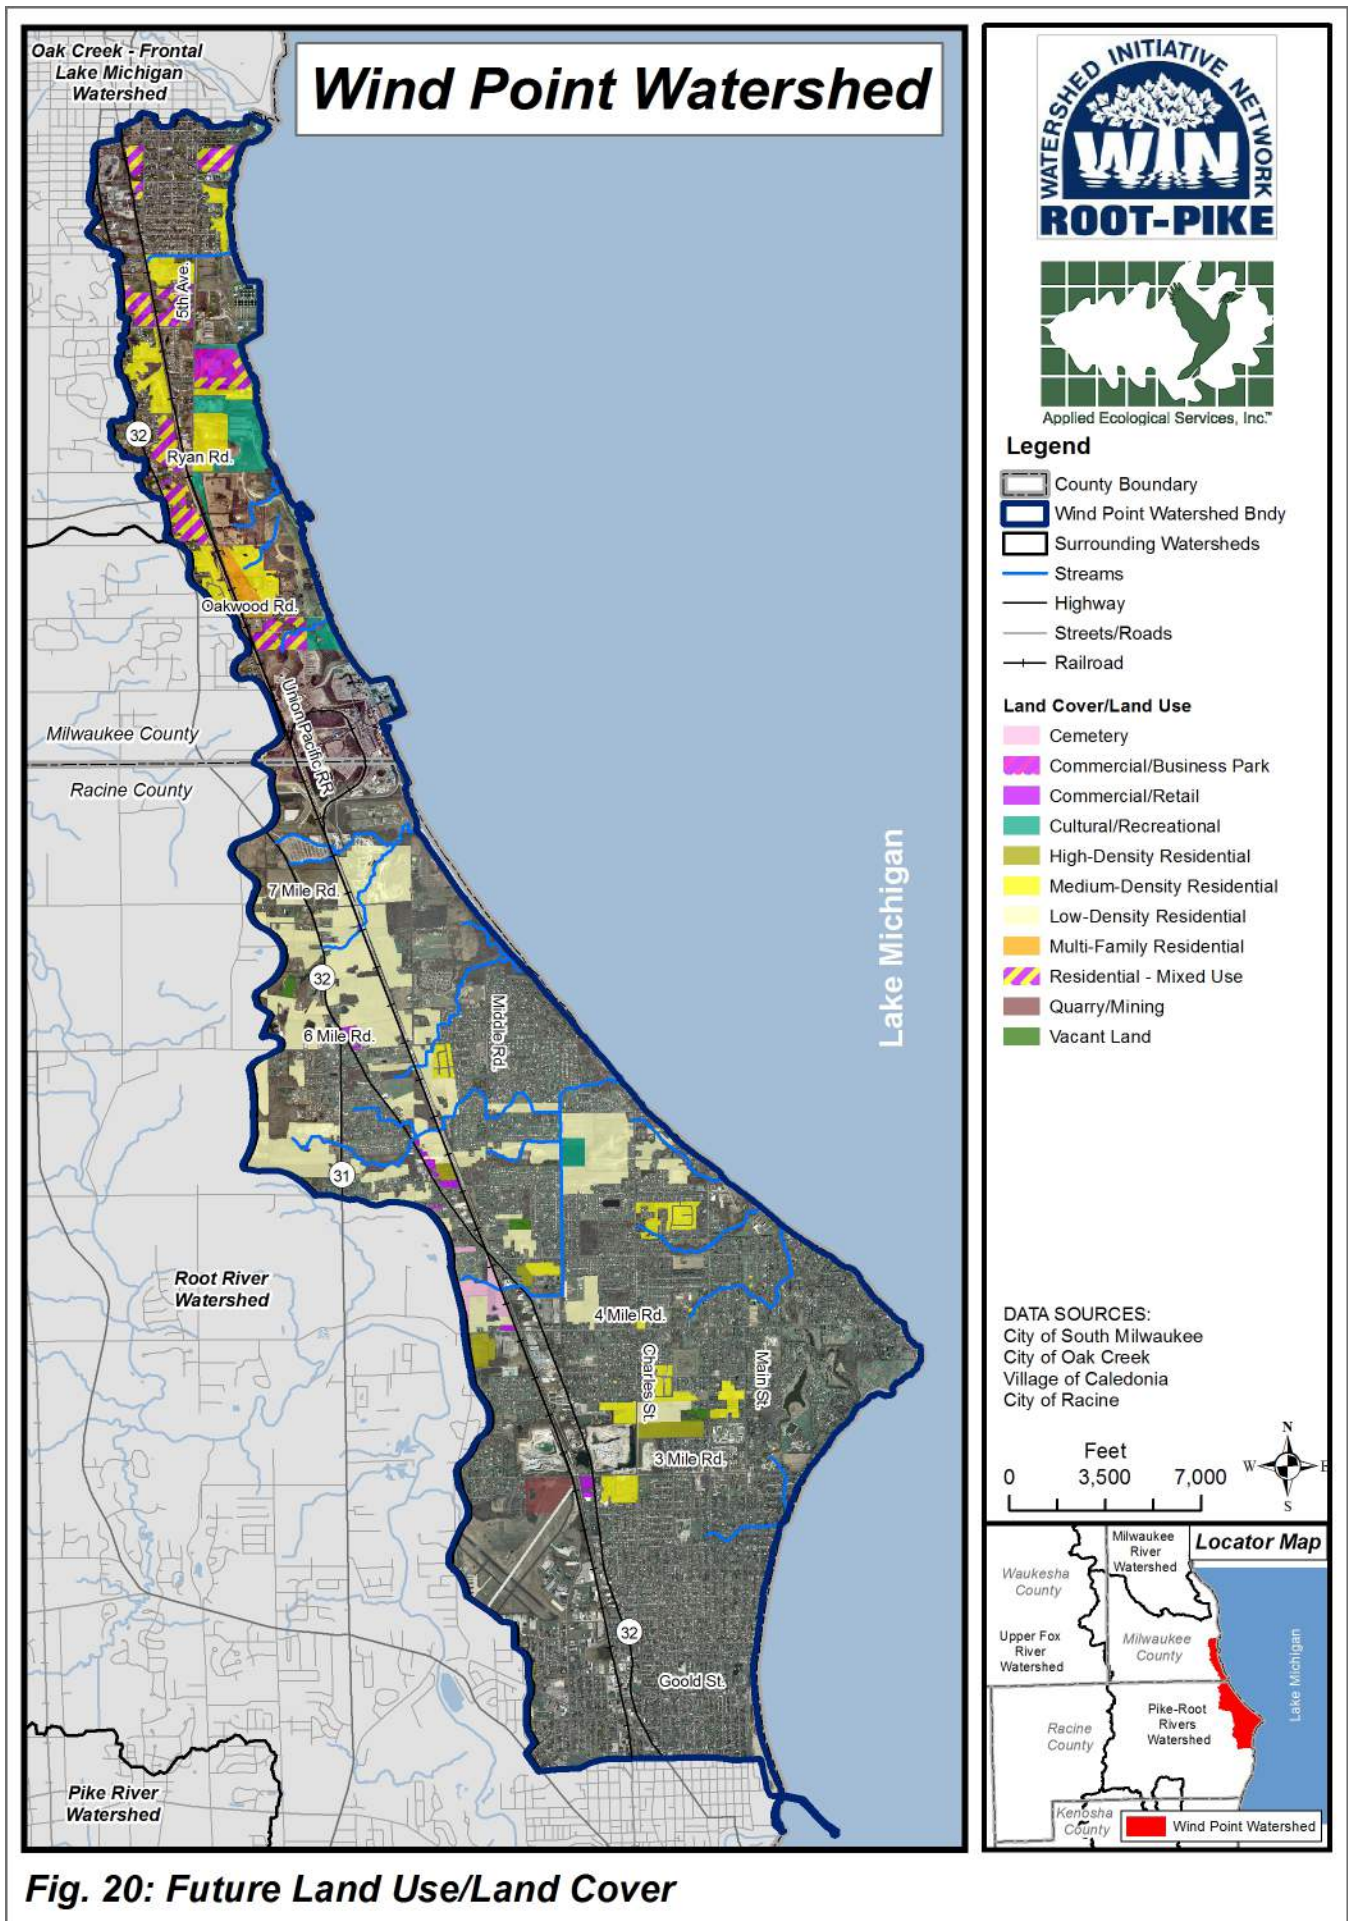 Oak Creek - Frontal
Lake Michigan
Watershed
Wind Point Watershed
5th Ave.
32
Ryan Rd.
Oakwood Rd.
Union Pacific RR
Milwaukee County
Racine County
7 Mile Rd.
32
6 Mile Rd.
Middle Rd.
31
Lake Michigan
Root River
Watershed
4 Mile Rd.
Charles St.
Main St.
3 Mile Rd.
32
Goold St.
Pike River
Watershed
WATERSHED INITIATIVE NETWORK
WIN
ROOT-PIKE
Applied Ecological Services, Inc.™
Legend
County Boundary
Wind Point Watershed Bndy
Surrounding Watersheds
Streams
Highway
Streets/Roads
Railroad
Land Cover/Land Use
Cemetery
Commercial/Business Park
Commercial/Retail
Cultural/Recreational
High-Density Residential
Medium-Density Residential
Low-Density Residential
Multi-Family Residential
Residential - Mixed Use
Quarry/Mining
Vacant Land
DATA SOURCES:
City of South Milwaukee
City of Oak Creek
Village of Caledonia
City of Racine
Feet
0 3,500 7,000
N
W E
S
Locator Map
Milwaukee
River
Watershed
Waukesha
County
Upper Fox
River
Watershed
Milwaukee
County
Lake Michigan
Pike-Root
Rivers
Watershed
Racine
County
Kenosha
County
Wind Point Watershed
Fig. 20: Future Land Use/Land Cover